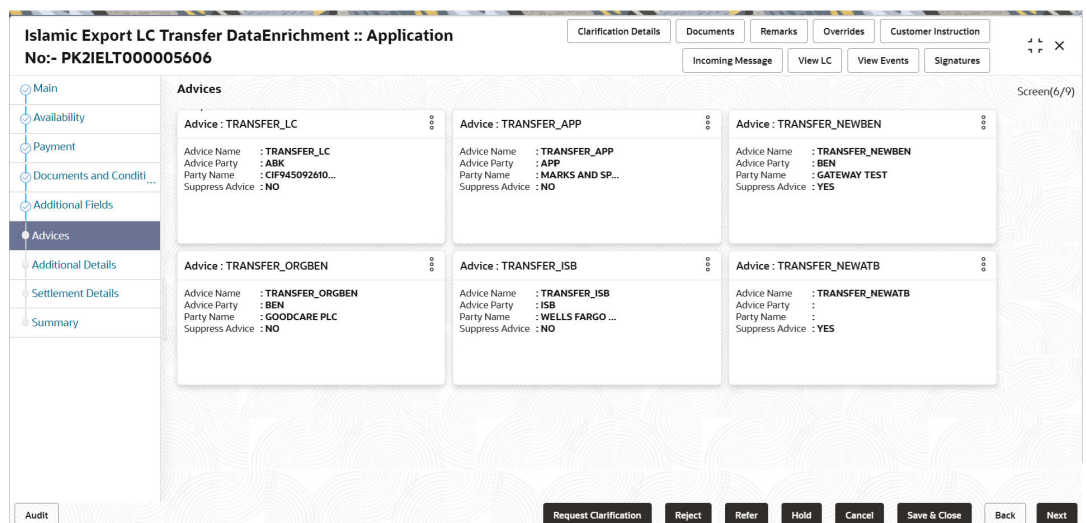 Islamic Export LC Transfer DataEnrichment :: Application
No:- PK2IELT000005606
Clarification Details
Documents
Remarks
Overrides
Customer Instruction
Incoming Message
View LC
View Events
Signatures
Main
Availability
Payment
Documents and Conditi...
Additional Fields
Advices
Additional Details
Settlement Details
Summary
Advices
Screen(6/9)
Advice : TRANSFER_LC
Advice Name : TRANSFER_LC
Advice Party : ABK
Party Name : CIF945092610...
Suppress Advice : NO
Advice : TRANSFER_APP
Advice Name : TRANSFER_APP
Advice Party : APP
Party Name : MARKS AND SP...
Suppress Advice : NO
Advice : TRANSFER_NEWBEN
Advice Name : TRANSFER_NEWBEN
Advice Party : BEN
Party Name : GATEWAY TEST
Suppress Advice : YES
Advice : TRANSFER_ORGBEN
Advice Name : TRANSFER_ORGBEN
Advice Party : BEN
Party Name : GOODCARE PLC
Suppress Advice : NO
Advice : TRANSFER_ISB
Advice Name : TRANSFER_ISB
Advice Party : ISB
Party Name : WELLS FARGO ...
Suppress Advice : NO
Advice : TRANSFER_NEWATB
Advice Name : TRANSFER_NEWATB
Advice Party :
Party Name :
Suppress Advice : YES
Audit
Request Clarification
Reject
Refer
Hold
Cancel
Save & Close
Back
Next